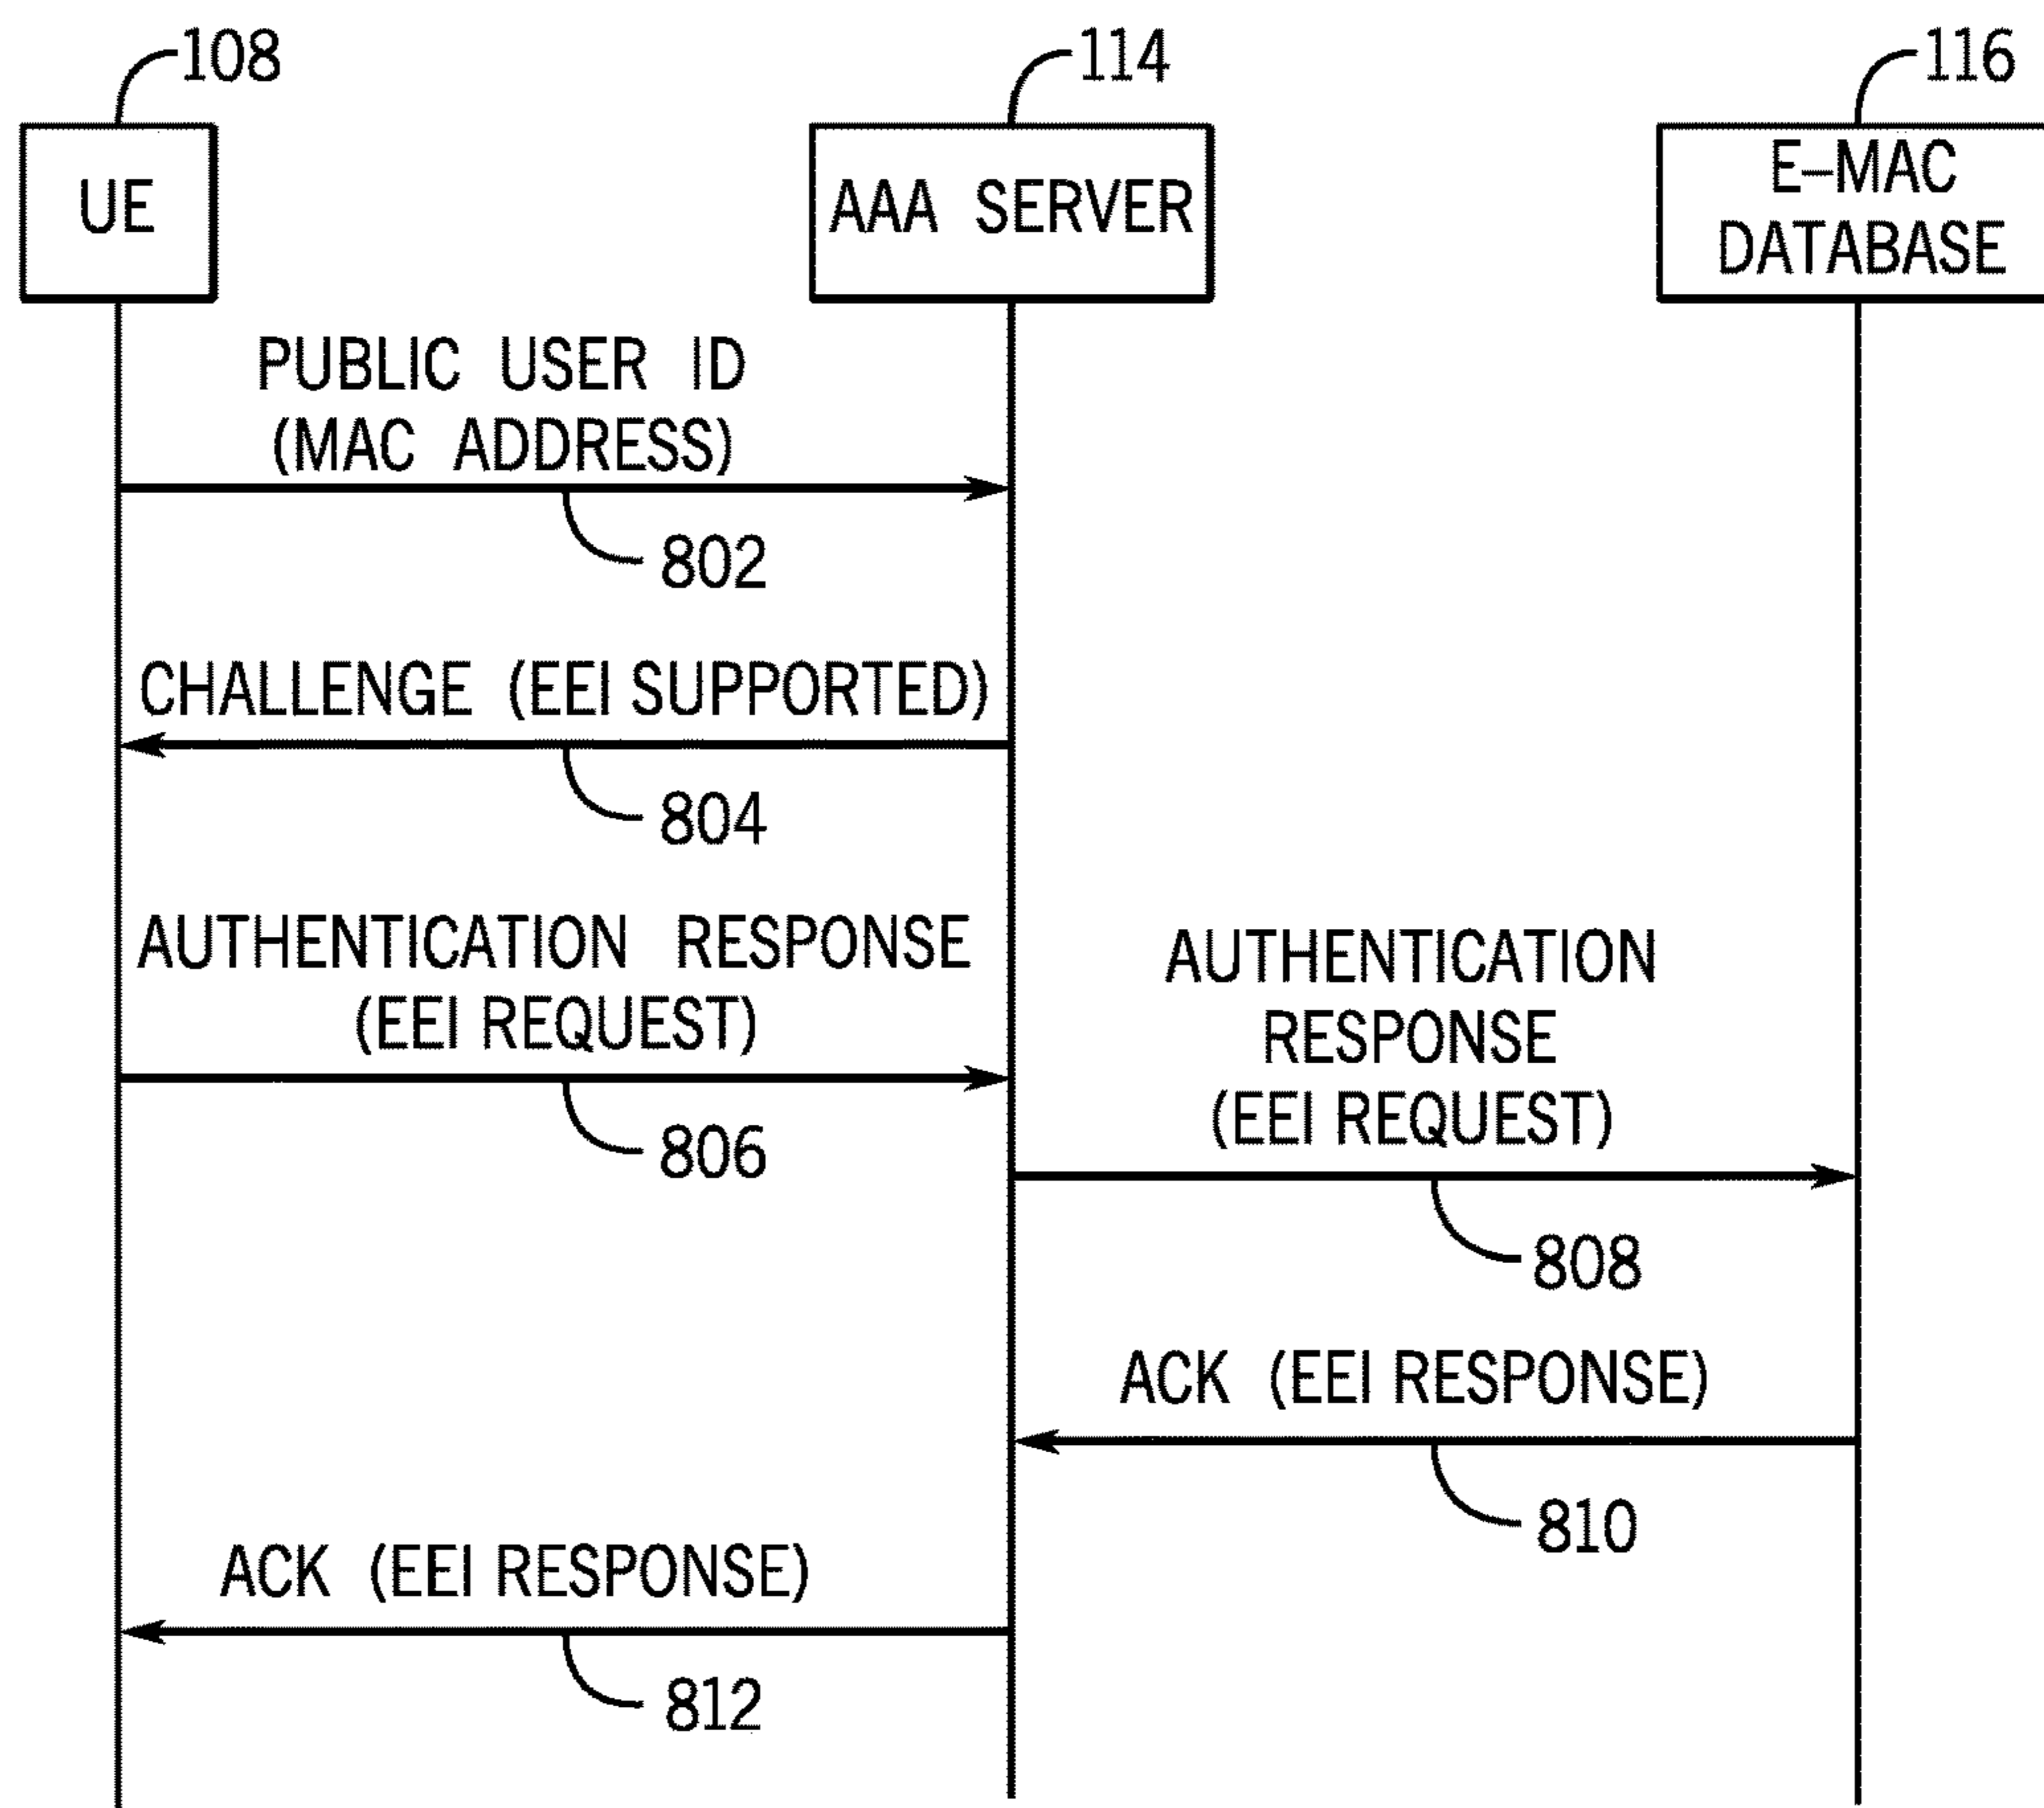 108
114
116
UE
AAA SERVER
E-MAC
DATABASE
PUBLIC USER ID
(MAC ADDRESS)
802
CHALLENGE (EEI SUPPORTED)
804
AUTHENTICATION RESPONSE
(EEI REQUEST)
806
AUTHENTICATION
RESPONSE
(EEI REQUEST)
808
ACK (EEI RESPONSE)
810
ACK (EEI RESPONSE)
812